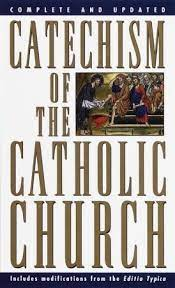 COMPLETE AND UPDATED
CATECHISM
OF
THE
CATHOLIC
CHURCH
Includes modifications from the Editio Typica